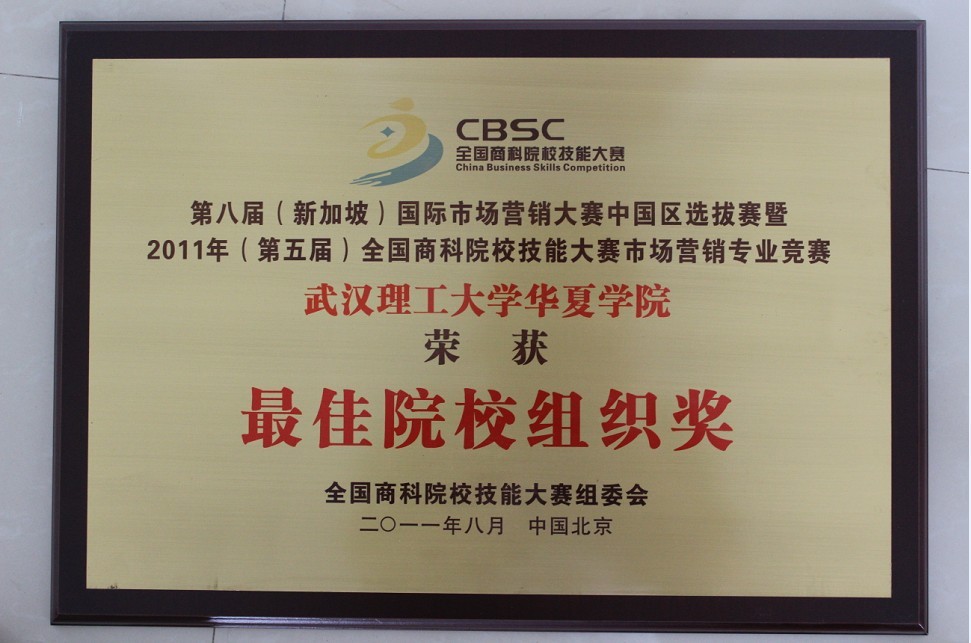 CBSC
全国商科院校技能大赛
China Business Skills Competition
第八届（新加坡）国际市场营销大赛中国区选拔赛暨
2011年（第五届）全国商科院校技能大赛市场营销专业竞赛
武汉理工大学华夏学院
荣 获
最佳院校组织奖
全国商科院校技能大赛组委会
二〇一一年八月 中国北京